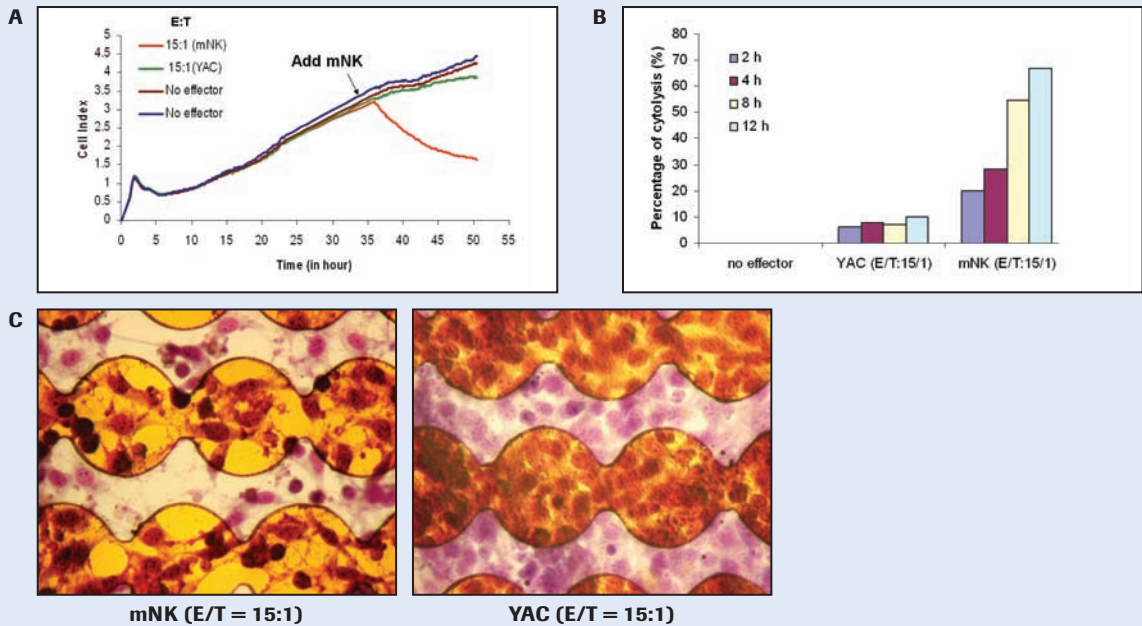 A
E:T
15:1 (mNK)
15:1(YAC)
No effector
No effector
Add mNK
Cell Index
5
4.5
4
3.5
3
2.5
2
1.5
1
0.5
0
0 5 10 15 20 25 30 35 40 45 50 55
Time (in hour)
B
2 h
4 h
8 h
12 h
Percentage of cytolysis (%)
80
70
60
50
40
30
20
10
0
no effector YAC (E/T:15/1) mNK (E/T:15/1)
C
mNK (E/T = 15:1) YAC (E/T = 15:1)